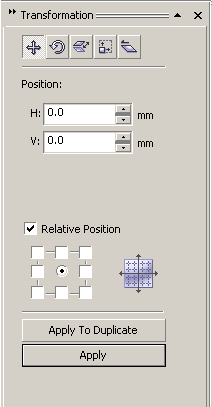 Transformation
Position:
H: 0.0 mm
V: 0.0 mm
Relative Position
Apply To Duplicate
Apply